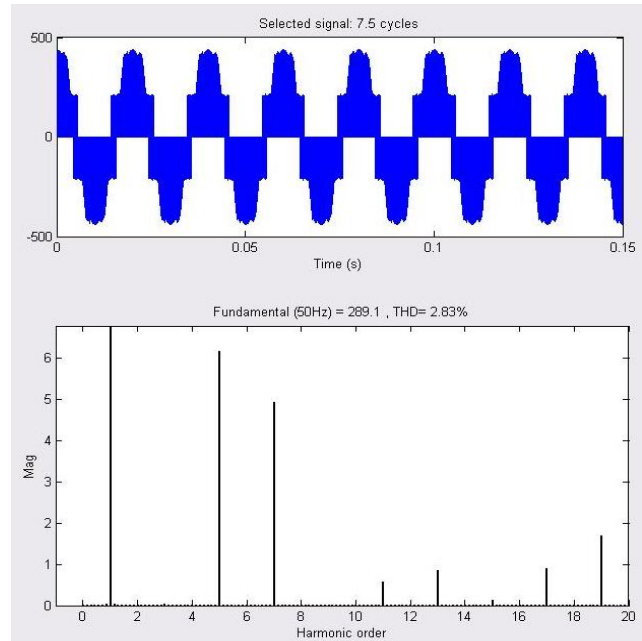 Selected signal: 7.5 cycles
500
0
-500
0
0.05
0.1
0.15
Time (s)
Fundamental (50Hz) = 289.1 , THD= 2.83%
6
5
4
3
2
1
0
Mag
0 2 4 6 8 10 12 14 16 18 20
Harmonic order